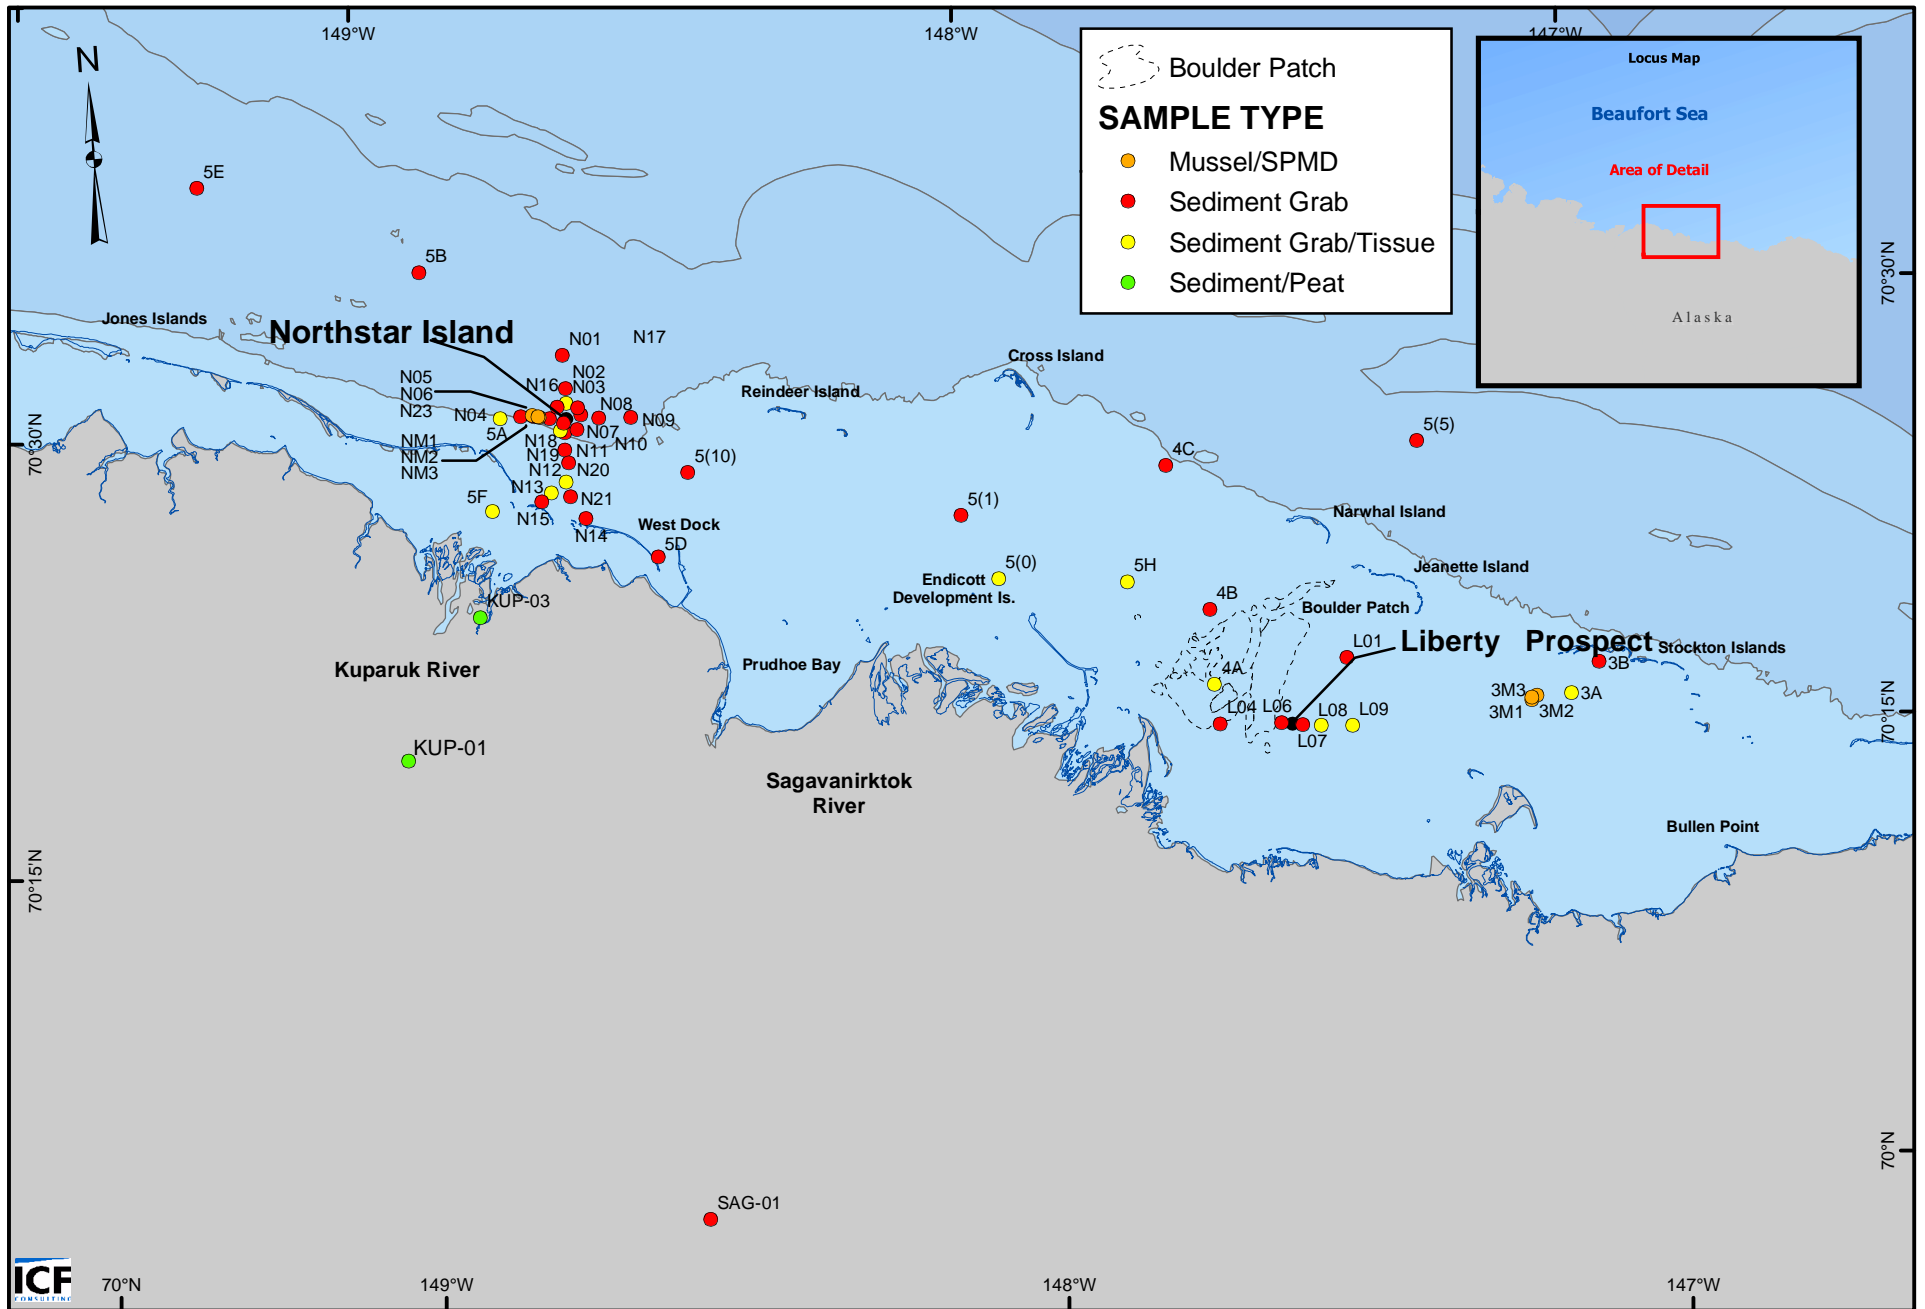 149°W
148°W
147°W
N
Boulder Patch
SAMPLE TYPE
Mussel/SPMD
Sediment Grab
Sediment Grab/Tissue
Sediment/Peat
Locus Map
Beaufort Sea
Area of Detail
Alaska
5E
5B
70°30'N
Jones Islands
Northstar Island
N01
N17
N02
N16
N03
N05
N06
N23
N04
N08
N09
5A
N07
N10
NM1
NM2
NM3
N18
N19
N11
N12
N20
N13
N21
N15
N14
5F
70°30'N
Reindeer Island
Cross Island
5(10)
5(1)
4C
5(5)
West Dock
5D
Narwhal Island
5(0)
5H
Endicott
Development Is.
Jeanette Island
4B
Boulder Patch
KUP-03
L01
Liberty Prospect
Stockton Islands
3B
Kuparuk River
Prudhoe Bay
4A
3M3
3A
3M1
3M2
L04
L06
L07
L08
L09
70°15'N
KUP-01
Sagavanirktok
River
Bullen Point
70°15'N
70°N
SAG-01
ICF
CONSULTING
70°N
149°W
148°W
147°W